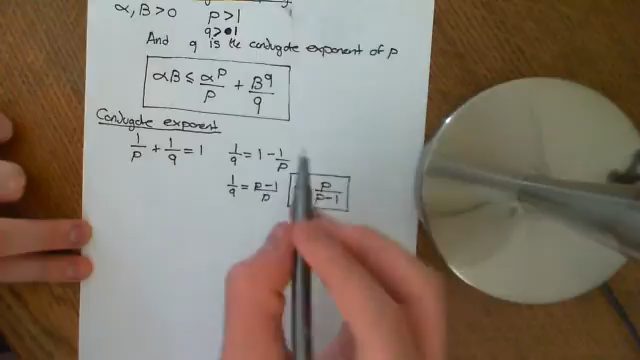 α, β > 0 p > 1
q > 1
And q is the conjugate exponent of p
αβ ≤ α^p/p + β^q/q
Conjugate exponent
1/p + 1/q = 1 1/q = 1 - 1/p
1/q = p-1/p p/p-1